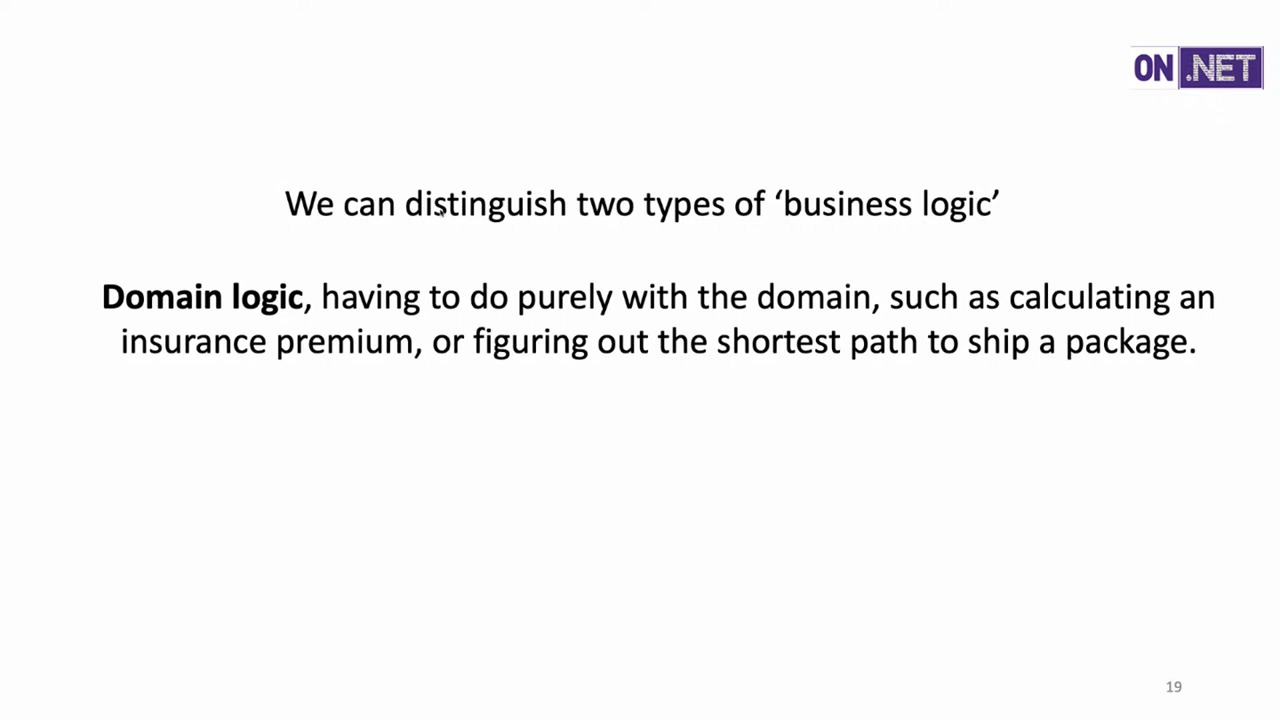 ON .NET
We can distinguish two types of ‘business logic’
Domain logic, having to do purely with the domain, such as calculating an
insurance premium, or figuring out the shortest path to ship a package.
19